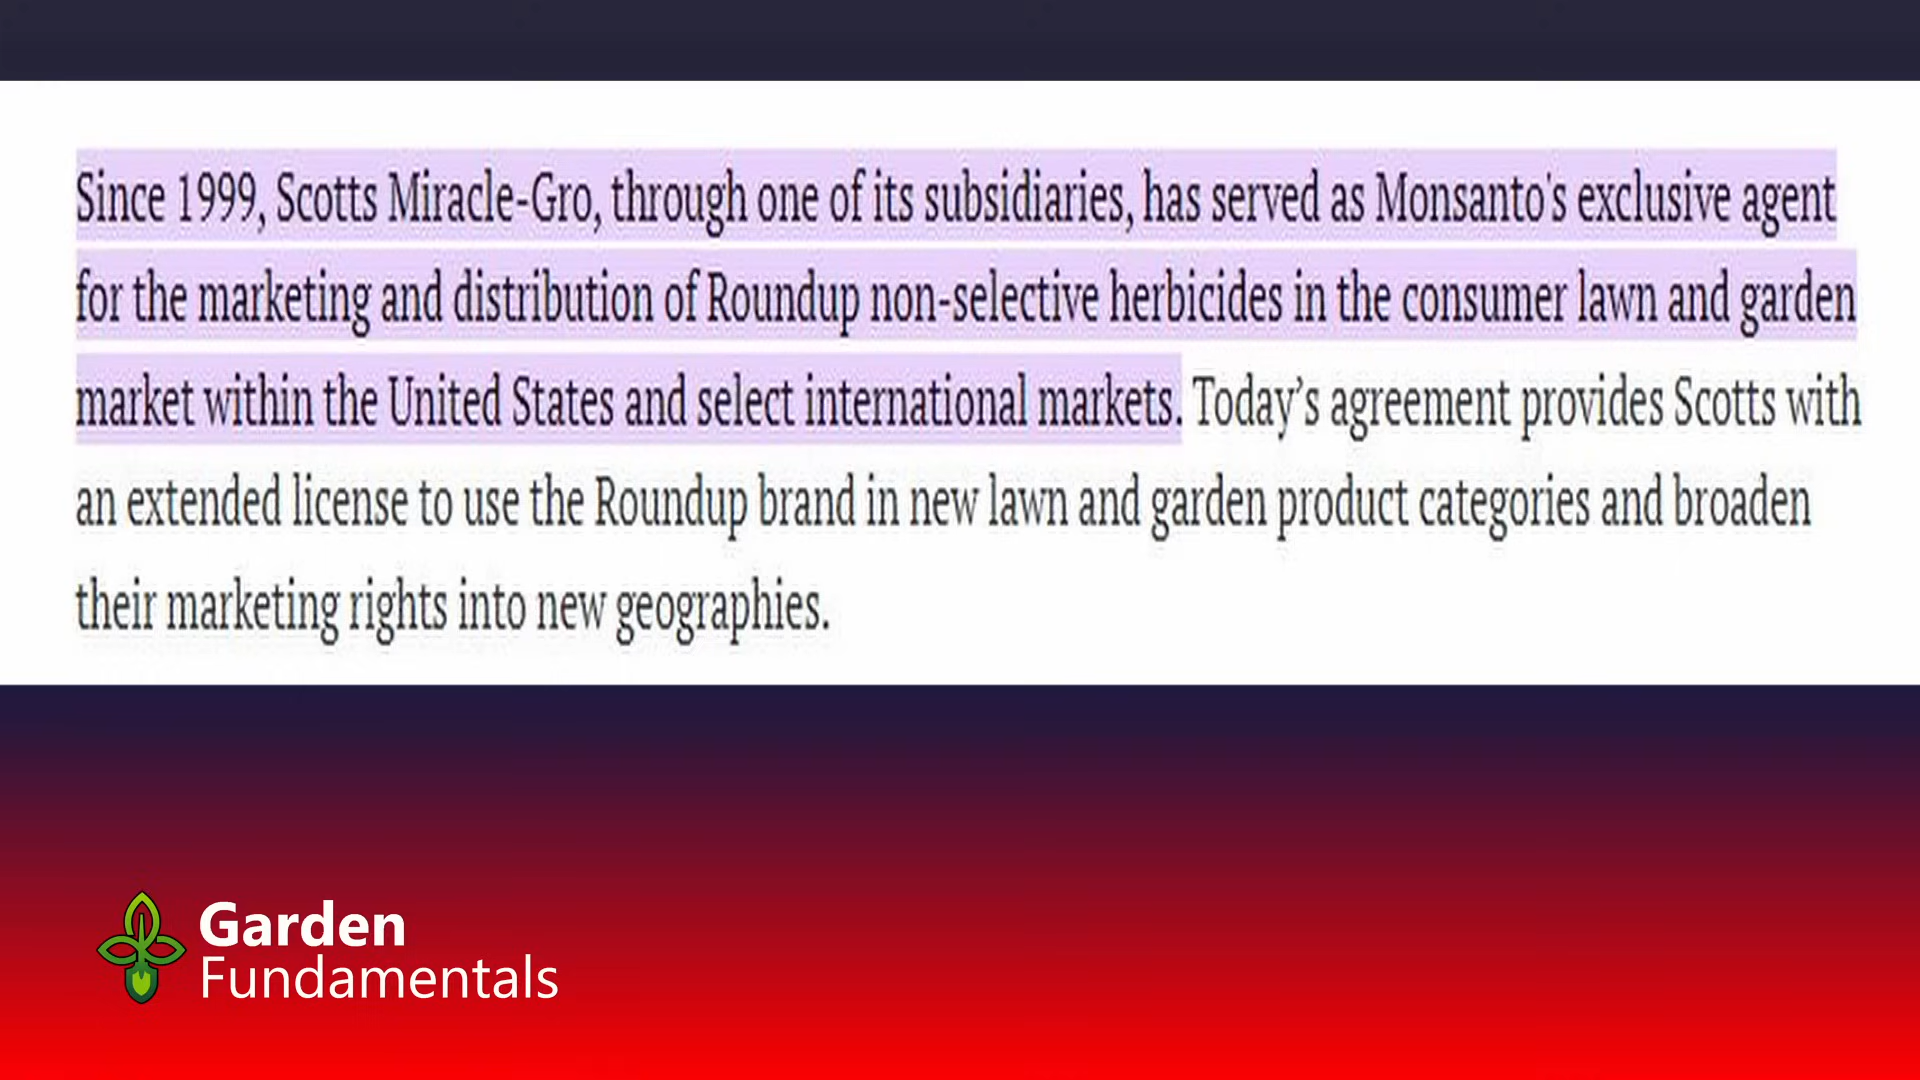 Since 1999, Scotts Miracle-Gro, through one of its subsidiaries, has served as Monsanto's exclusive agent
for the marketing and distribution of Roundup non-selective herbicides in the consumer lawn and garden
market within the United States and select international markets. Today’s agreement provides Scotts with
an extended license to use the Roundup brand in new lawn and garden product categories and broaden
their marketing rights into new geographies.
Garden
Fundamentals